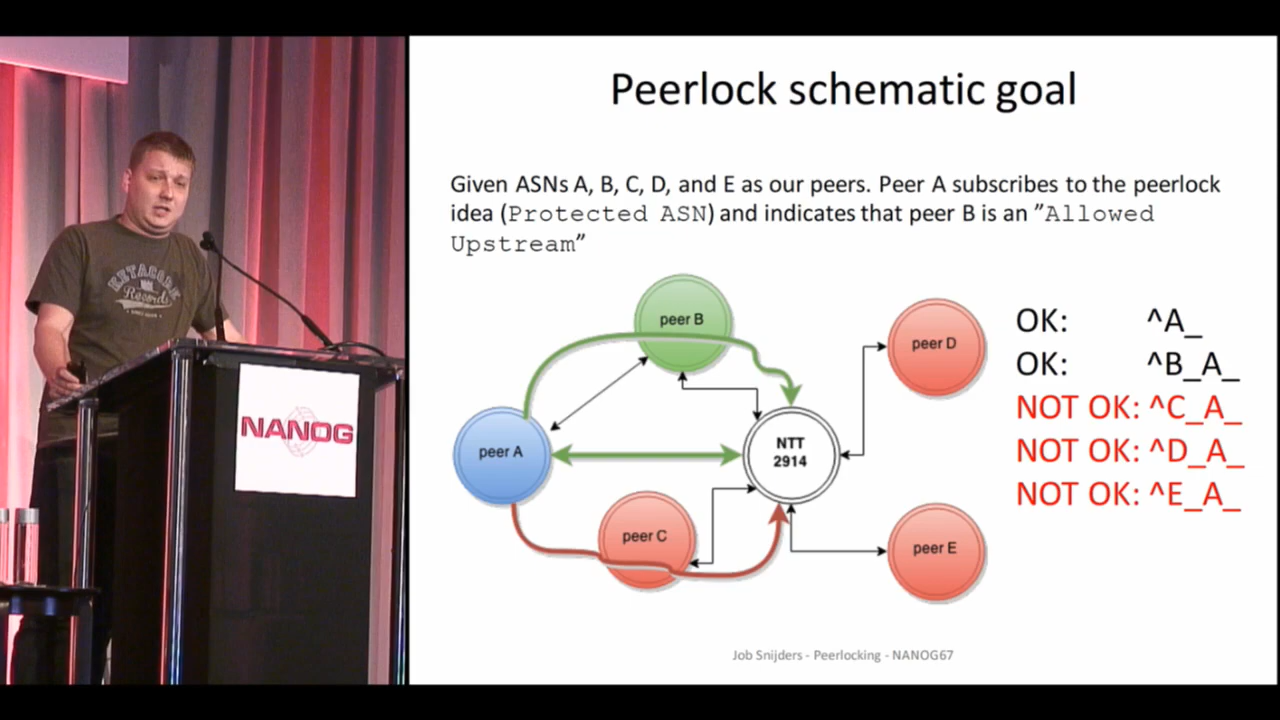 Peerlock schematic goal
Given ASNs A, B, C, D, and E as our peers. Peer A subscribes to the peerlock
idea (Protected ASN) and indicates that peer B is an ”Allowed
Upstream”
peer B
peer D
peer A
NTT
2914
peer C
peer E
OK: ^A_
OK: ^B_A_
NOT OK: ^C_A_
NOT OK: ^D_A_
NOT OK: ^E_A_
Job Snijders - Peerlocking - NANOG67
NANOG
Records